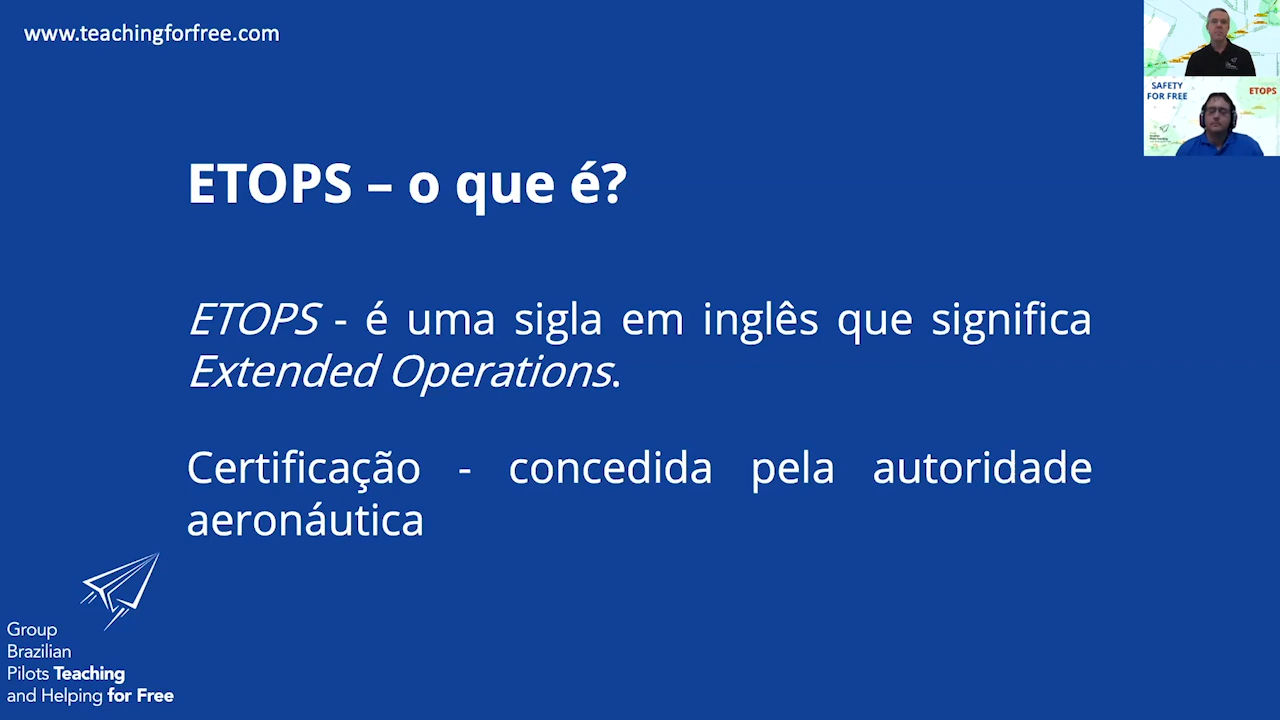 www.teachingforfree.com
SAFETY
FOR FREE
ETOPS
ETOPS – o que é?
ETOPS - é uma sigla em inglês que significa
Extended Operations.
Certificação - concedida pela autoridade
aeronáutica
Group
Brazilian
Pilots Teaching
and Helping for Free